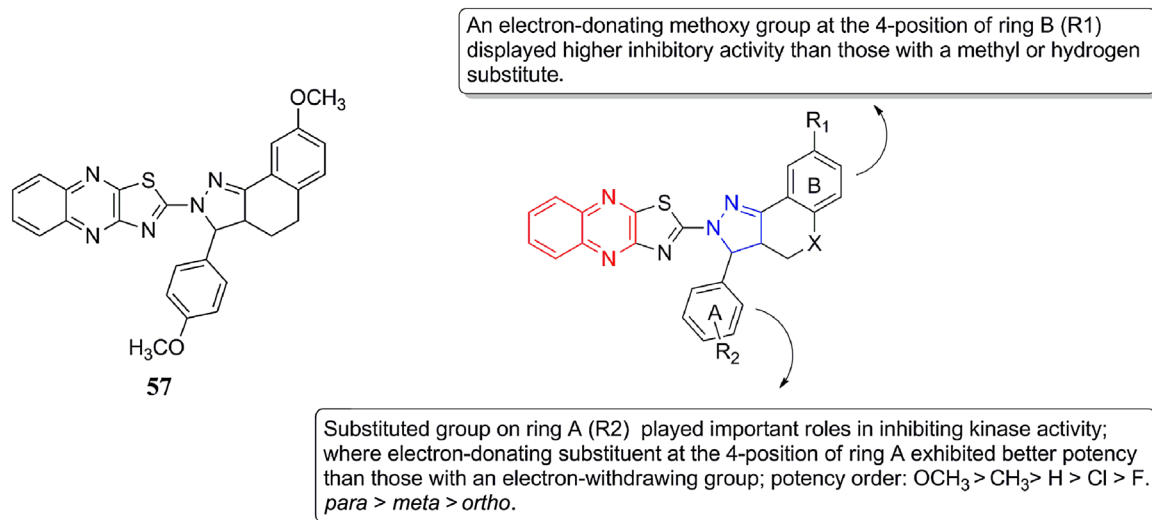 An electron-donating methoxy group at the 4-position of ring B (R1)
displayed higher inhibitory activity than those with a methyl or hydrogen
substitute.
OCH3
N
S
N
N
N
N
N
H3CO
57
R1
B
N
S
N
N
N
N
N
X
A
R2
Substituted group on ring A (R2) played important roles in inhibiting kinase activity;
where electron-donating substituent at the 4-position of ring A exhibited better potency
than those with an electron-withdrawing group; potency order: OCH3 > CH3> H > Cl > F.
para > meta > ortho.